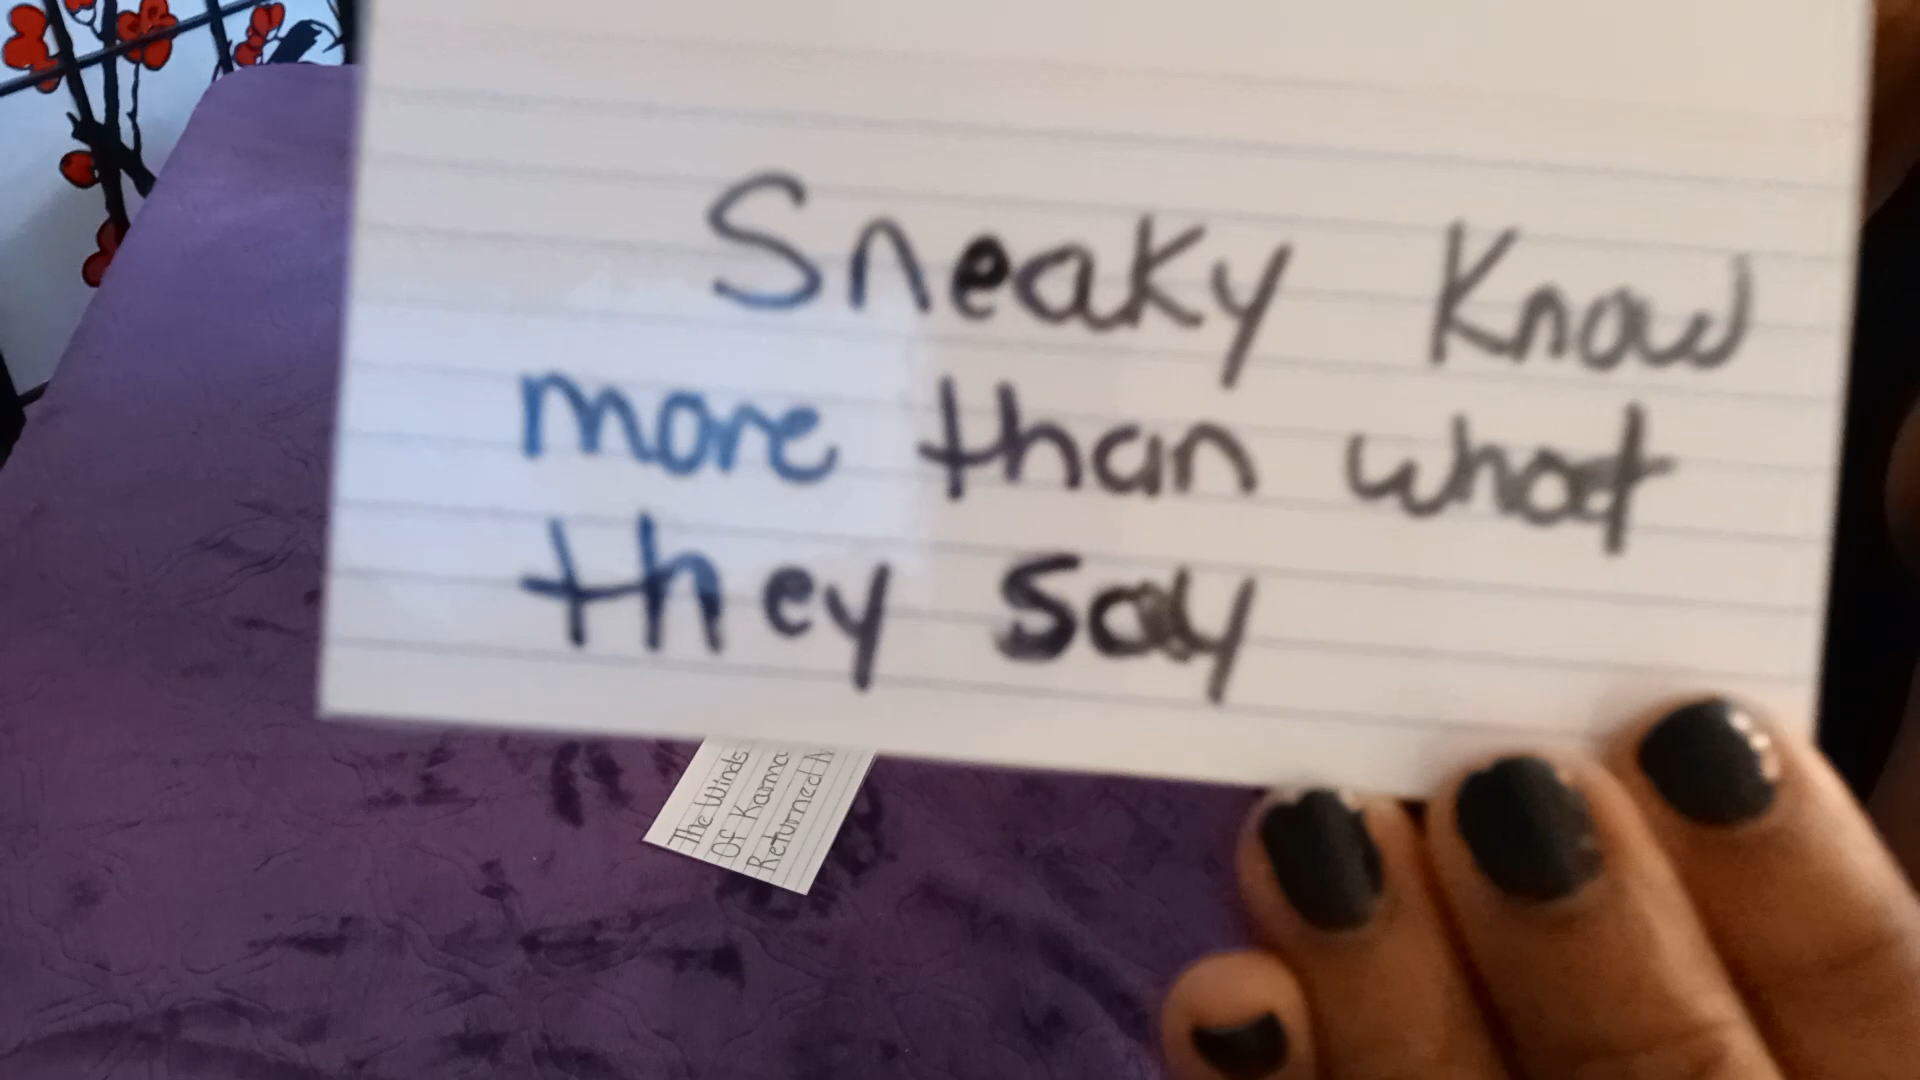 Sneaky Know
more than what
they say
The Winds
Of Karma
Returned N